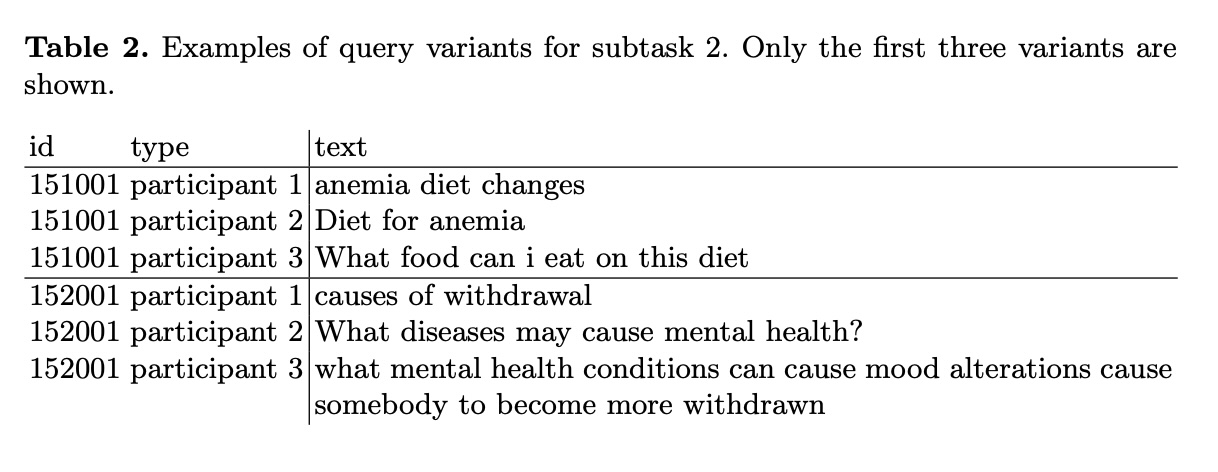 Table 2. Examples of query variants for subtask 2. Only the first three variants are
shown.
id type text
151001 participant 1 anemia diet changes
151001 participant 2 Diet for anemia
151001 participant 3 What food can i eat on this diet
152001 participant 1 causes of withdrawal
152001 participant 2 What diseases may cause mental health?
152001 participant 3 what mental health conditions can cause mood alterations cause
somebody to become more withdrawn